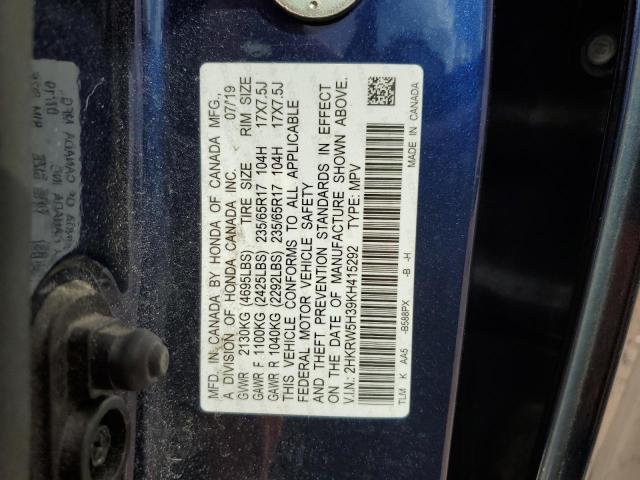 MFD. IN CANADA BY HONDA OF CANADA MFG.,
A DIVISION OF HONDA CANADA INC. 07/19
GVWR 2130KG (4695LBS) TIRE SIZE RIM SIZE
GAWR F 1100KG (2425LBS) 235/65R17 104H 17X7.5J
GAWR R 1040KG (2292LBS) 235/65R17 104H 17X7.5J
THIS VEHICLE CONFORMS TO ALL APPLICABLE
FEDERAL MOTOR VEHICLE SAFETY
AND THEFT PREVENTION STANDARDS IN EFFECT
ON THE DATE OF MANUFACTURE SHOWN ABOVE.
V.I.N: 2HKRW5H39KH415292 TYPE: MPV
TLM K AA5 -B588PX -B -H
MADE IN CANADA